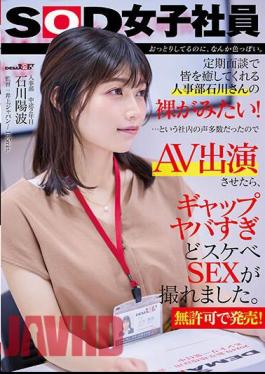 SOD女子社員
おっとりしてるのに、なんか色っぽい。
定期面談で
皆を癒してくれる
人事部石川さんの
裸がみたい!
…という社内の声多数だったので
人事部 中途2年目
石川陽波
AV出演
させたら、
ギャップ
ヤバすぎ
どスケベ
SEXが
撮れました。
無許可で発売!
JAVHD